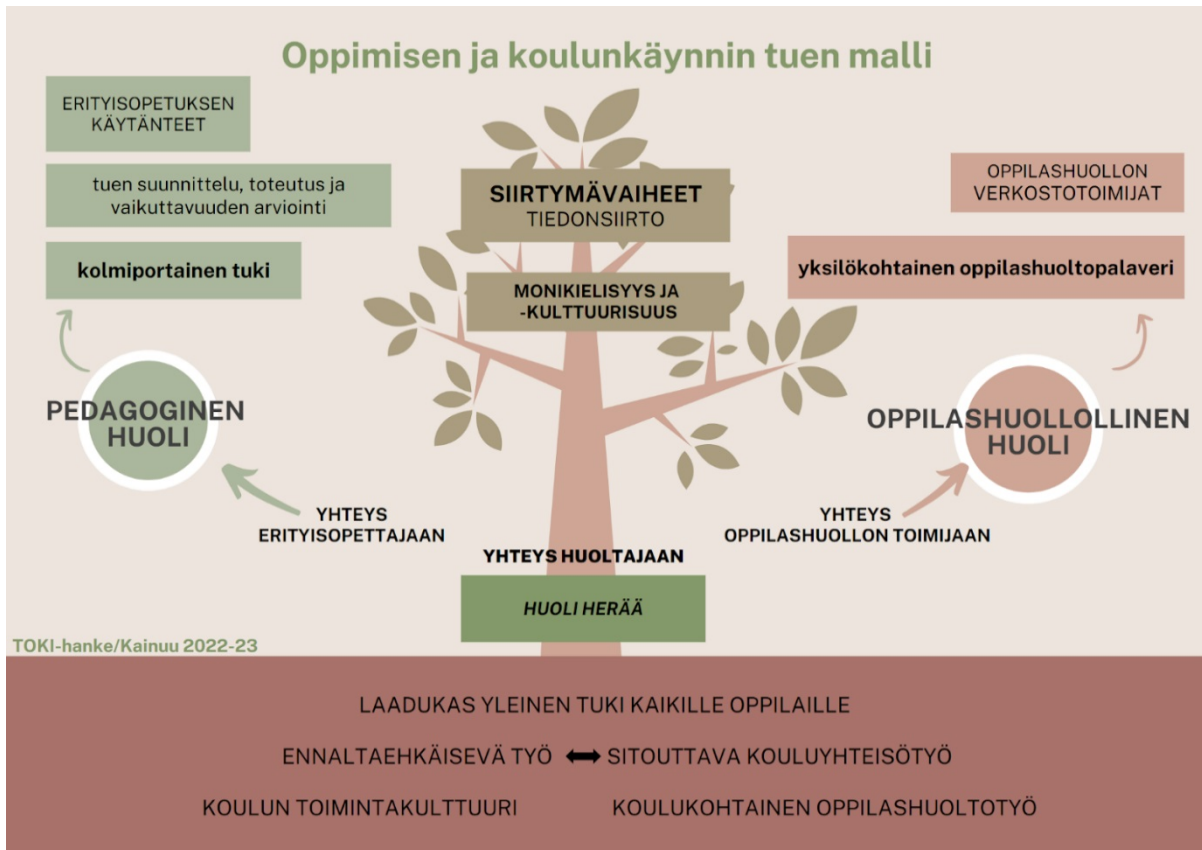 Oppimisen ja koulunkäynnin tuen malli
ERITYISOPETUKSEN
KÄYTÄNTEET
tuen suunnittelu, toteutus ja
vaikuttavuuden arviointi
kolmiportainen tuki
PEDAGOGINEN
HUOLI
YHTEYS
ERITYISOPETTAJAAN
SIIRTYMÄVAIHEET
TIEDONSIIRTO
MONIKIELISYYS JA
-KULTTUURISUUS
YHTEYS HUOLTAJAAN
HUOLI HERÄÄ
OPPILASHUOLLON
VERKOSTOTOIMIJAT
yksilökohtainen oppilashuoltopalaveri
OPPILASHUOLLOLLINEN
HUOLI
YHTEYS
OPPILASHUOLLON TOIMIJAAN
TOKI-hanke/Kainuu 2022-23
LAADUKAS YLEINEN TUKI KAIKILLE OPPILAILLE
ENNALTAEHKÄISEVÄ TYÖ ⬌ SITOUTTAVA KOULUYHTEISÖTYÖ
KOULUN TOIMINTAKULTTUURI KOULUKOHTAINEN OPPILASHUOLTOTYÖ